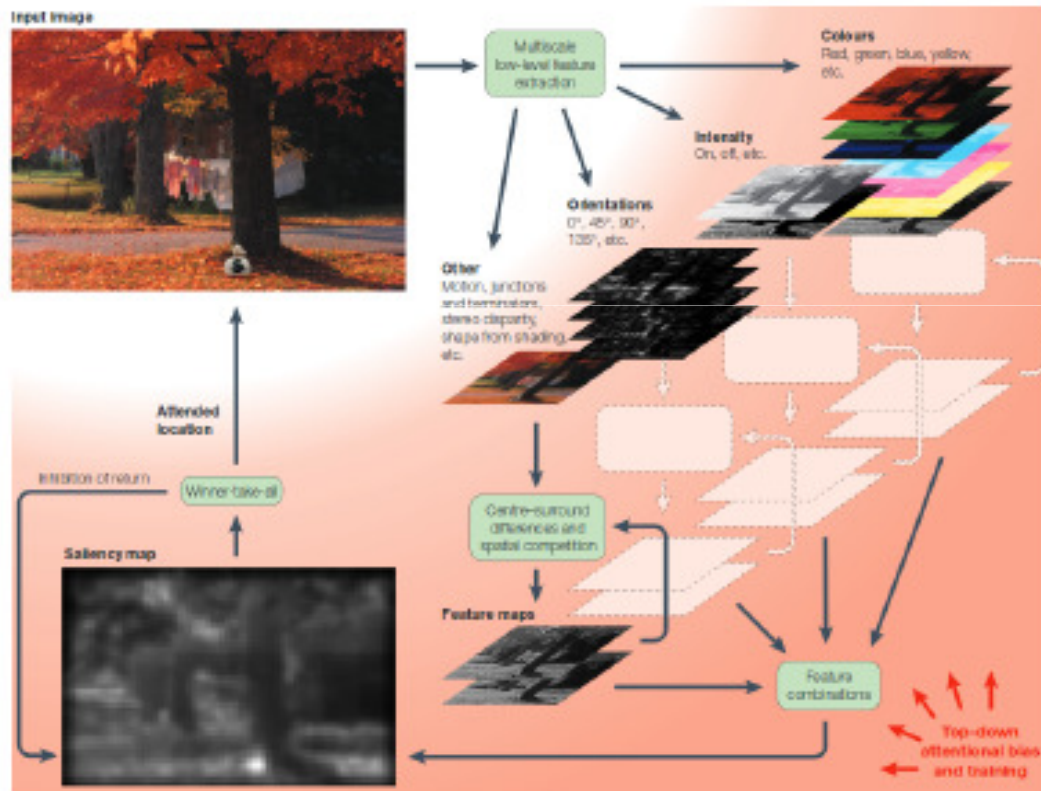 Input image
Multiscale
low-level feature
extraction
Colours
Red, green, blue, yellow,
etc.
Intensity
On, off, etc.
Orientations
0°, 45°, 90°,
135°, etc.
Other
Motion, junctions
and terminators,
stereo disparity,
shape from shading,
etc.
Attended
location
Inhibition of return
Winner-take-all
Centre-surround
differences and
spatial competition
Saliency map
Feature maps
Feature
combinations
Top-down
attentional bias
and training